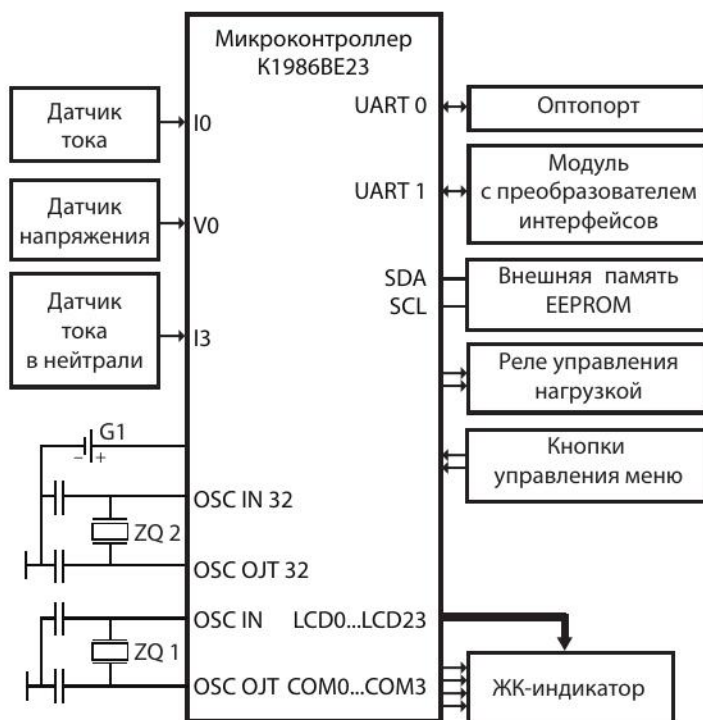 Микроконтроллер
К1986ВЕ23
Датчик
тока
I0
Датчик
напряжения
V0
Датчик
тока
в нейтрали
I3
G1
– +
OSC IN 32
ZQ 2
OSC OJT 32
OSC IN
ZQ 1
OSC OJT
UART 0
Оптопорт
UART 1
Модуль
с преобразователем
интерфейсов
SDA
SCL
Внешняя память
EEPROM
Реле управления
нагрузкой
Кнопки
управления меню
LCD0...LCD23
COM0...COM3
ЖК-индикатор